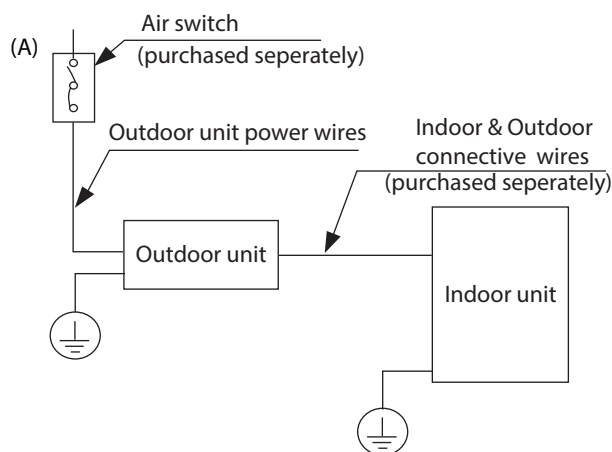 (A)
Air switch
(purchased seperately)
Outdoor unit power wires
Indoor & Outdoor
connective wires
(purchased seperately)
Outdoor unit
Indoor unit